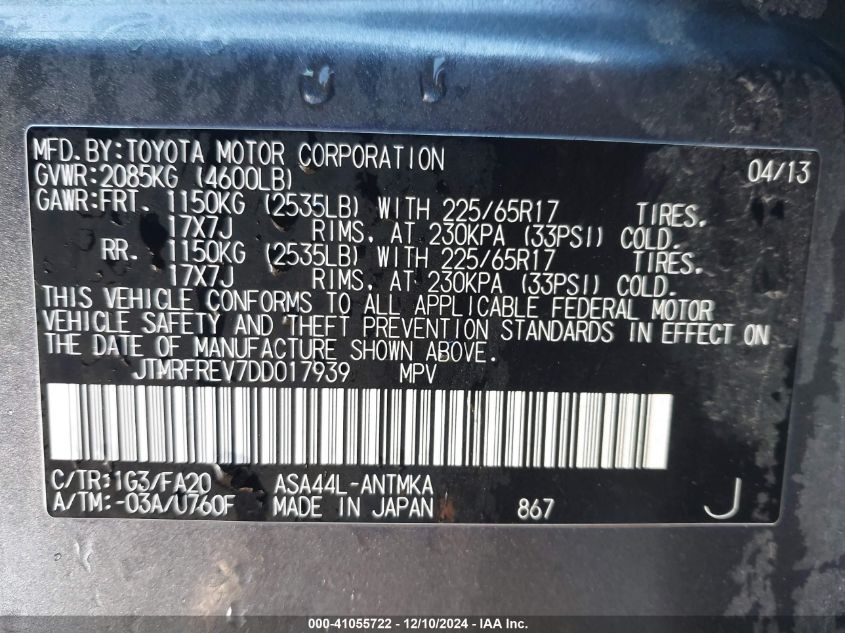 MFD.BY:TOYOTA MOTOR CORPORATION 04/13
GVWR:2085KG (4600LB)
GAWR:FRT. 1150KG (2535LB) WITH 225/65R17 TIRES.
17X7J RIMS, AT 230KPA (33PSI) COLD.
RR. 1150KG (2535LB) WITH 225/65R17 TIRES.
17X7J RIMS, AT 230KPA (33PSI) COLD.
THIS VEHICLE CONFORMS TO ALL APPLICABLE FEDERAL MOTOR
VEHICLE SAFETY AND THEFT PREVENTION STANDARDS IN EFFECT ON
THE DATE OF MANUFACTURE SHOWN ABOVE.
JTMRFREV7DD017939 MPV
C/TR:1G3/FA20 ASA44L-ANTMKA
A/TM:-03A/U760F MADE IN JAPAN 867 J
000-41055722 - 12/10/2024 - IAA, Inc.